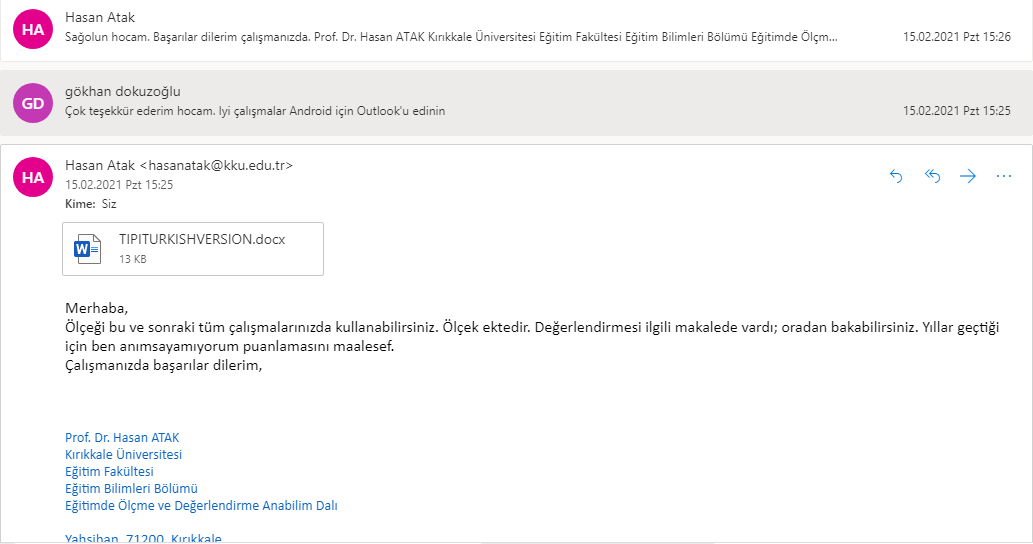 HA
Hasan Atak
Sağolun hocam. Başarılar dilerim çalışmanızda. Prof. Dr. Hasan ATAK Kırıkkale Üniversitesi Eğitim Fakültesi Eğitim Bilimleri Bölümü Eğitimde Ölçm...
15.02.2021 Pzt 15:26
GD
gökhan dokuzoğlu
Çok teşekkür ederim hocam. Iyi çalışmalar Android için Outlook'u edinin
15.02.2021 Pzt 15:25
HA
Hasan Atak <hasanatak@kku.edu.tr>
15.02.2021 Pzt 15:25
Kime: Siz
W
TIPITURKISHVERSION.docx
13 KB
Merhaba,
Ölçeği bu ve sonraki tüm çalışmalarınızda kullanabilirsiniz. Ölçek ektedir. Değerlendirmesi ilgili makalede vardı; oradan bakabilirsiniz. Yıllar geçtiği
için ben anımsayamıyorum puanlamasını maalesef.
Çalışmanızda başarılar dilerim,
Prof. Dr. Hasan ATAK
Kırıkkale Üniversitesi
Eğitim Fakültesi
Eğitim Bilimleri Bölümü
Eğitimde Ölçme ve Değerlendirme Anabilim Dalı
Yahşihan, 71200, Kırıkkale